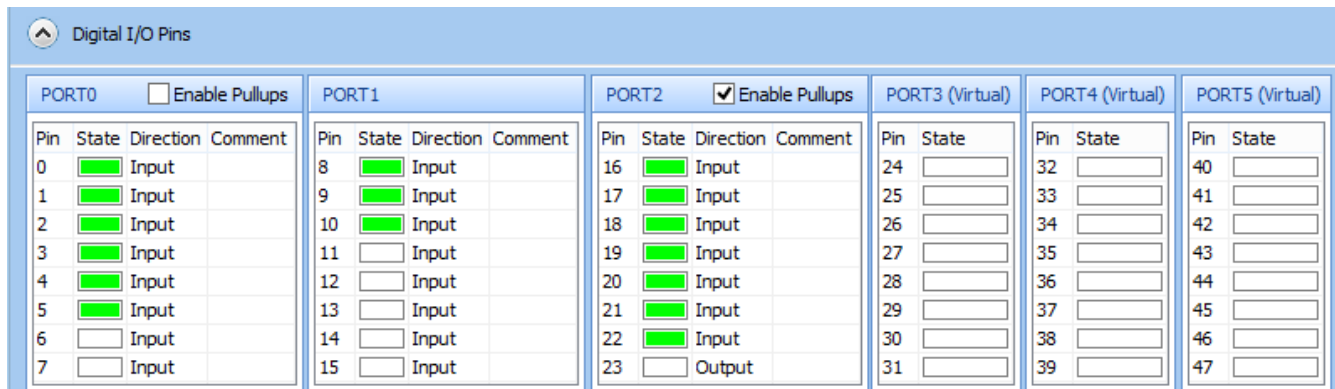 Digital I/O Pins
PORT0 Enable Pullups PORT1 PORT2 Enable Pullups PORT3 (Virtual) PORT4 (Virtual) PORT5 (Virtual)
Pin State Direction Comment Pin State Direction Comment Pin State Direction Comment Pin State Pin State Pin State
0 Input 8 Input 16 Input 24 32 40
1 Input 9 Input 17 Input 25 33 41
2 Input 10 Input 18 Input 26 34 42
3 Input 11 Input 19 Input 27 35 43
4 Input 12 Input 20 Input 28 36 44
5 Input 13 Input 21 Input 29 37 45
6 Input 14 Input 22 Input 30 38 46
7 Input 15 Input 23 Output 31 39 47